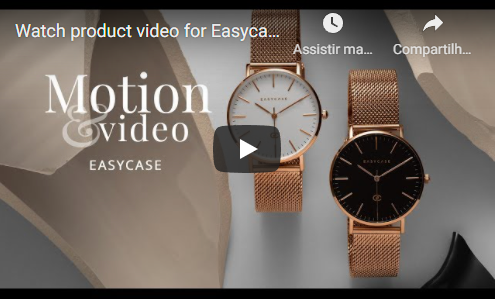 Watch product video for Easyca...
Assistir ma...
Compartilh...
Motion
& video
EASYCASE
EASYCASE
EASYCASE